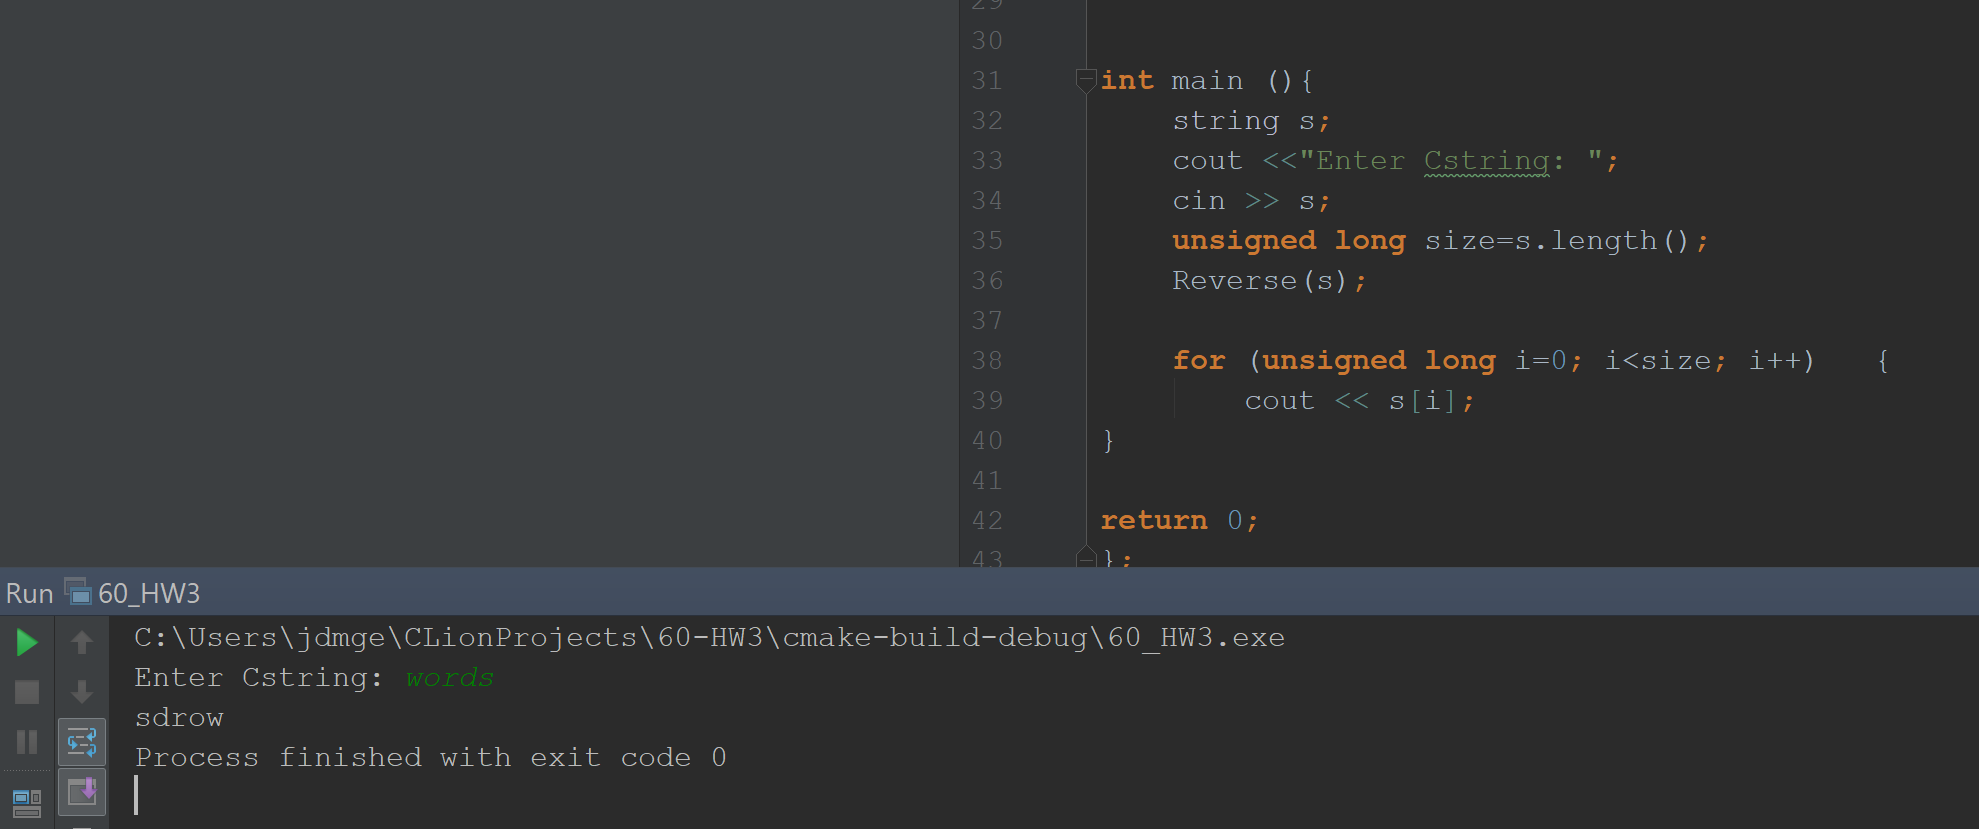 29
30
31 int main (){
32 string s;
33 cout <<"Enter Cstring: ";
34 cin >> s;
35 unsigned long size=s.length();
36 Reverse(s);
37
38 for (unsigned long i=0; i<size; i++)   {
39 cout << s[i];
40 }
41
42 return 0;
43 };
Run 60_HW3
C:\Users\jdmge\CLionProjects\60-HW3\cmake-build-debug\60_HW3.exe
Enter Cstring: words
sdrow
Process finished with exit code 0